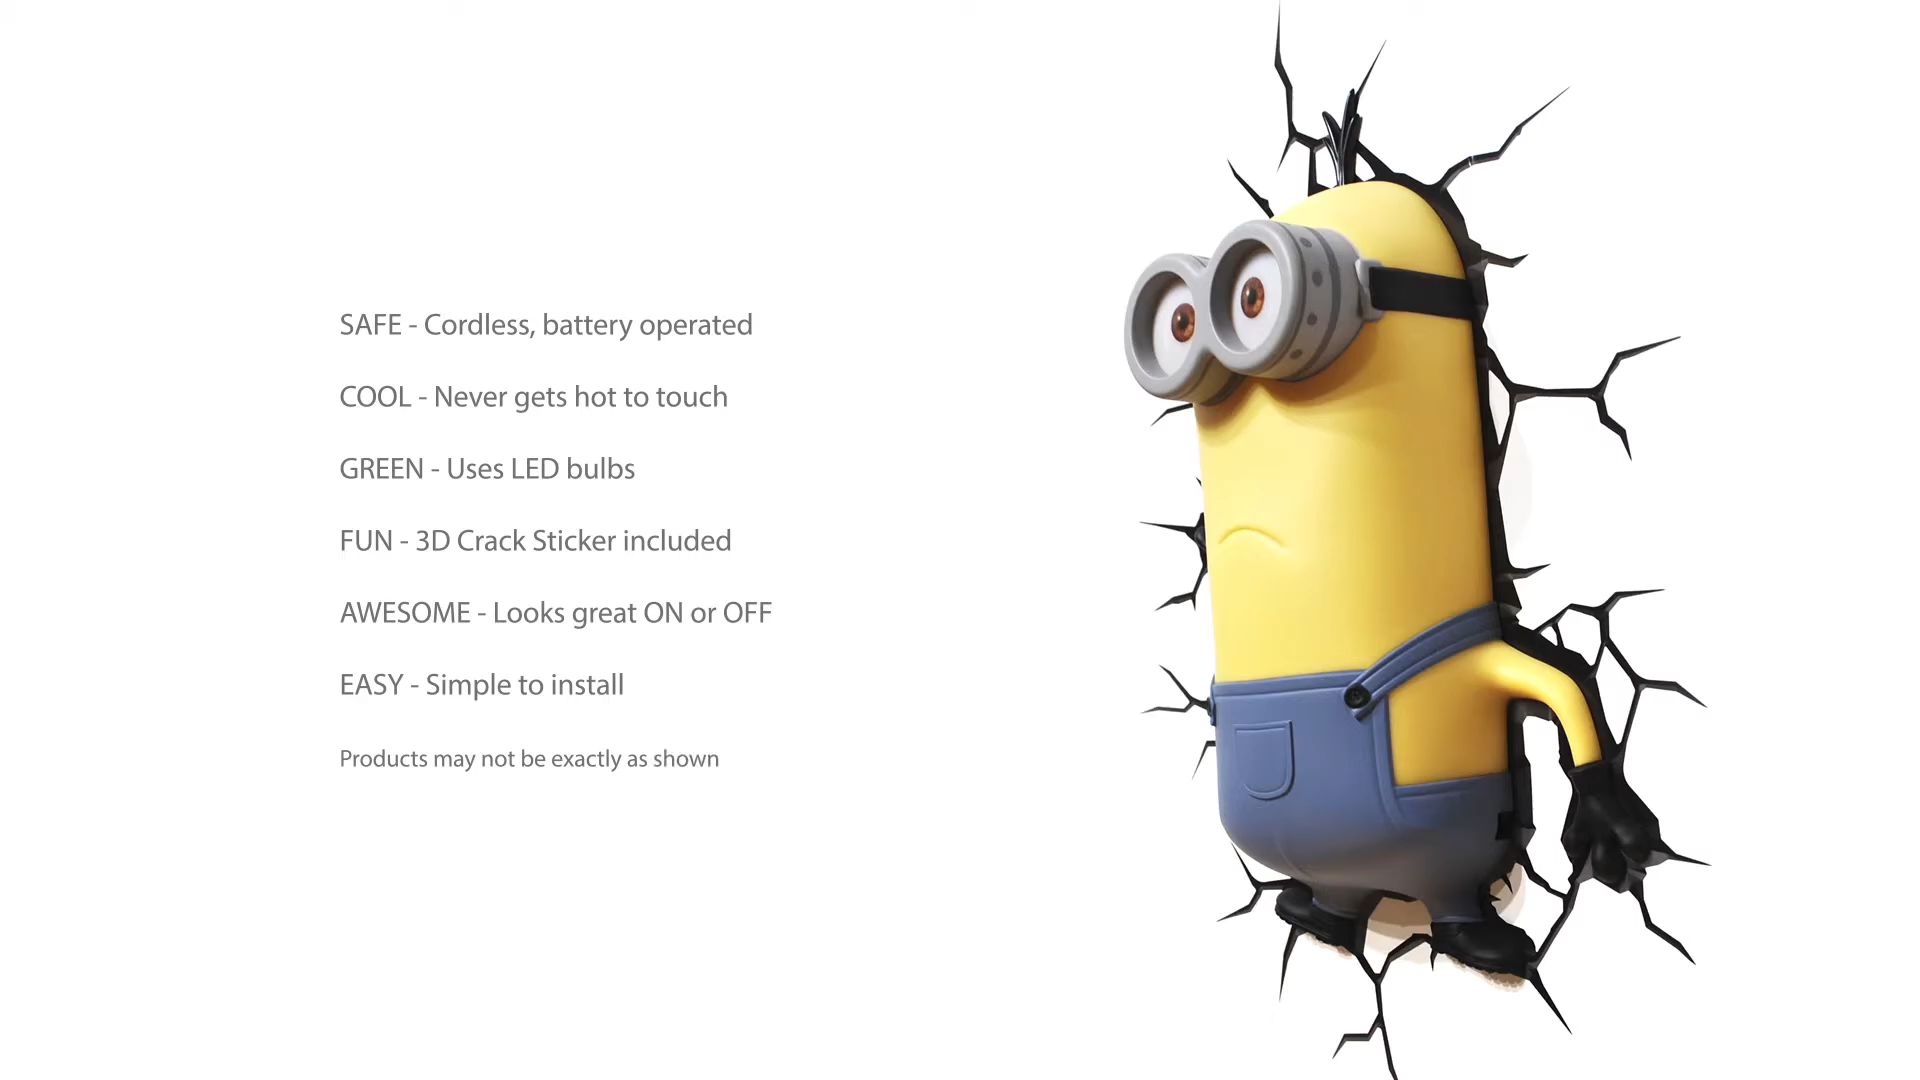 SAFE - Cordless, battery operated
COOL - Never gets hot to touch
GREEN - Uses LED bulbs
FUN - 3D Crack Sticker included
AWESOME - Looks great ON or OFF
EASY - Simple to install
Products may not be exactly as shown